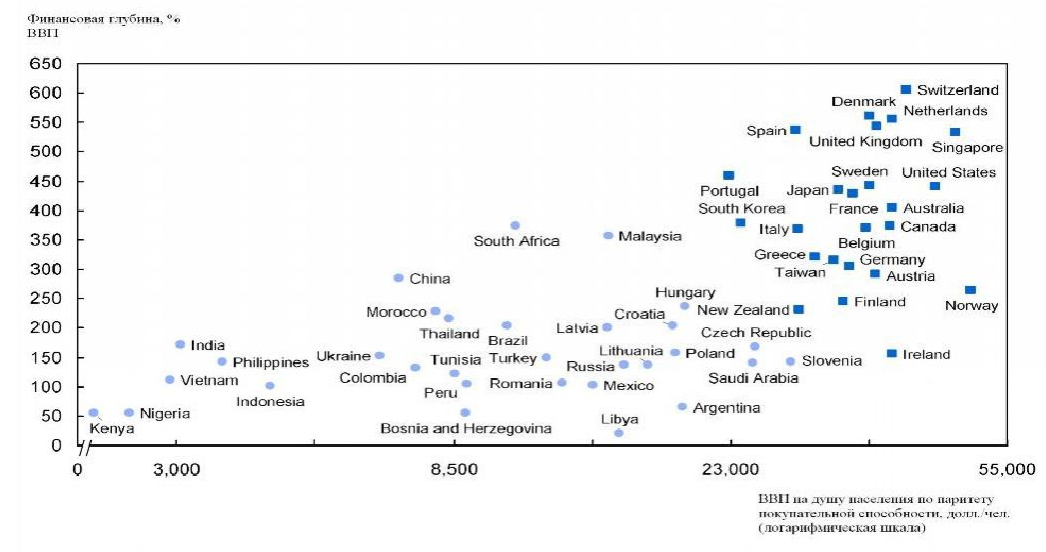 Финансовая глубина, %
ВВП
650
600
Switzerland
Denmark
Netherlands
550
Spain
United Kingdom
500
Singapore
450
Sweden
United States
Portugal
Japan
400
South Korea
France
Australia
350
South Africa
Malaysia
Italy
Canada
Belgium
300
China
Greece
Germany
Taiwan
Austria
250
Hungary
Morocco
Croatia
New Zealand
Finland
Norway
200
Thailand
Brazil
Latvia
Czech Republic
150
India
Philippines
Ukraine
Tunisia
Turkey
Lithuania
Poland
Slovenia
Ireland
Russia
Colombia
Saudi Arabia
100
Vietnam
Indonesia
Peru
Romania
Mexico
50
Nigeria
Kenya
Bosnia and Herzegovina
Libya
Argentina
0
0
3,000
8,500
23,000
55,000
ВВП на душу населения по паритету
покупательной способности, долл./чел.
(логарифмическая шкала)